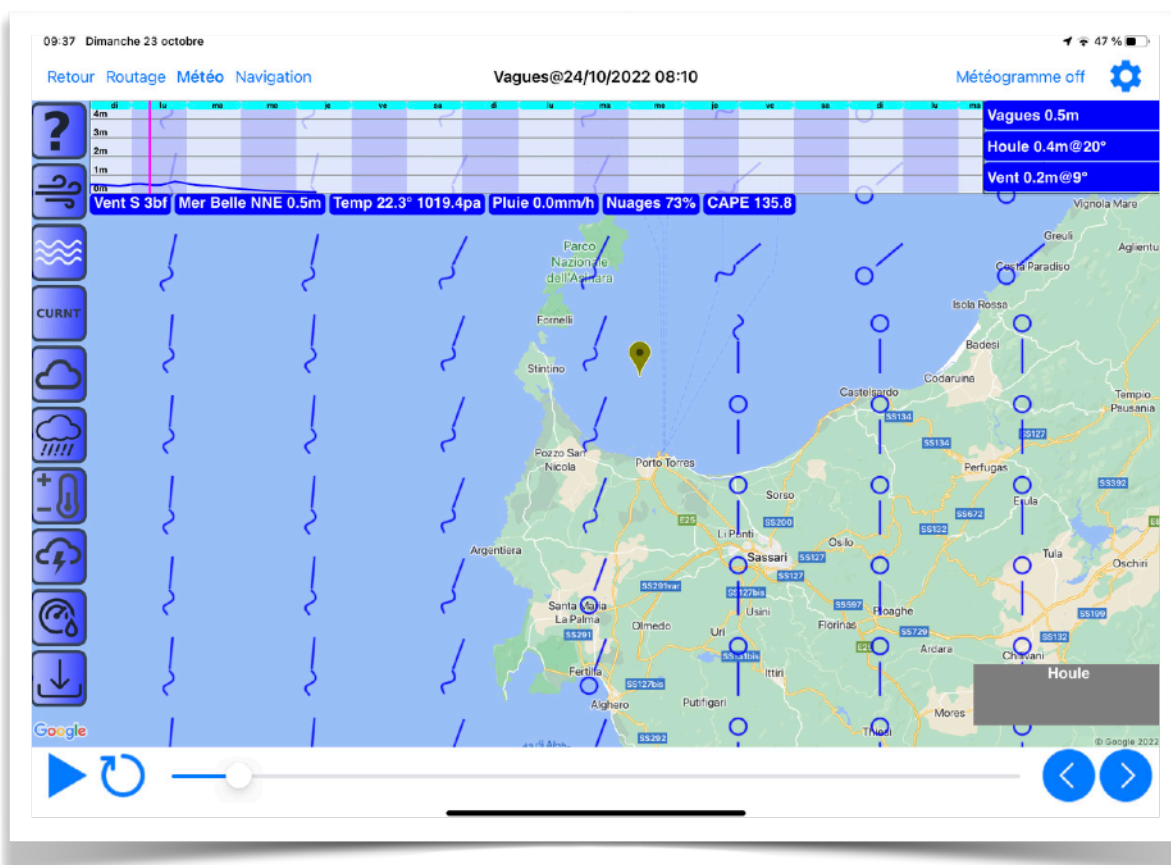 09:37 Dimanche 23 octobre
47 %
Retour Routage Météo Navigation
Vagues@24/10/2022 08:10
Météogramme off
di lu ma me je ve sa di lu ma me je ve sa di lu ma
4m
3m
2m
1m
0m
Vagues 0.5m
Houle 0.4m@20°
Vent 0.2m@9°
Vent S 3bf
Mer Belle NNE 0.5m
Temp 22.3° 1019.4pa
Pluie 0.0mm/h
Nuages 73%
CAPE 135.8
?
CURNT
Vignola Mare
Greuli
Aglientu
Parco
Nazionale
dell'Asinara
Costa Paradiso
Isola Rossa
Fornelli
Badesi
Stintino
Codaruina
Castelsardo
Tempio
Pausania
SS134
SS134
SS127
Pozzo San
Nicola
Porto Torres
Perfugas
SS392
Sorso
Erula
E25
SS200
SS672
SS132
Li Punti
Osilo
Argentiera
Sassari
SS127
Tula
Oschiri
SS127
SS291var
SS127bis
Santa Maria
La Palma
Usini
SS597
Ploaghe
SS199
SS291
Olmedo
Uri
Florinas
SS729
SS132
SS131bis
Ardara
Chilivani
Fertilia
Ittiri
Houle
SS127bis
Alghero
Putifigari
Mores
Google
SS292
Thiesi
© Google 2022